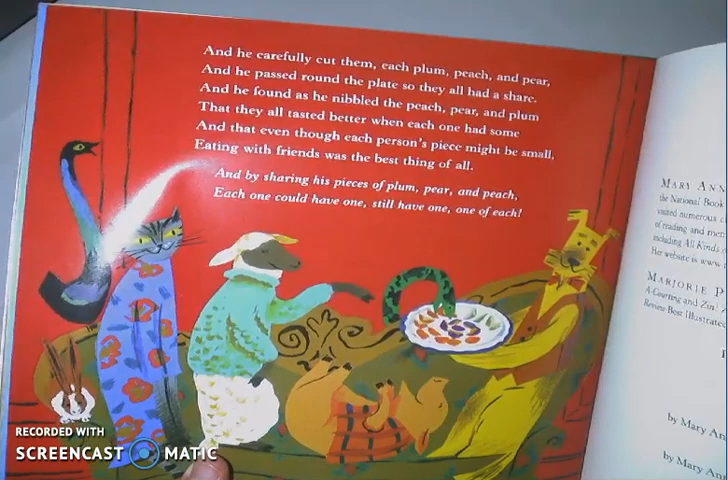 And he carefully cut them, each plum, peach, and pear,
And he passed round the plate so they all had a share.
And he found as he nibbled the peach, pear, and plum
That they all tasted better when each one had some
And that even though each person's piece might be small,
Eating with friends was the best thing of all.
And by sharing his pieces of plum, pear, and peach,
Each one could have one, still have one, one of each!
MARY ANN
the National Book
visited numerous
of reading and
including All Kinds
Her website is www.
MARJORIE P
A-Courting and Zin!
Review Best Illustrate
by Mary An
by Mary Ann
RECORDED WITH
SCREENCAST MATIC